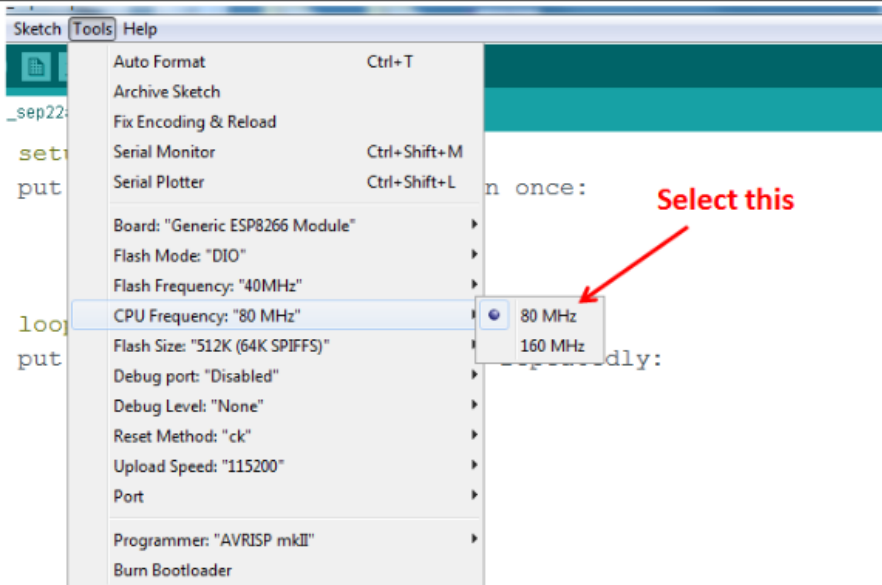 Sketch Tools Help
Auto Format Ctrl+T
Archive Sketch
_sep22
Fix Encoding & Reload
Serial Monitor Ctrl+Shift+M
Serial Plotter Ctrl+Shift+L
put n once:
Select this
Board: "Generic ESP8266 Module"
Flash Mode: "DIO"
Flash Frequency: "40MHz"
CPU Frequency: "80 MHz"
80 MHz
Flash Size: "512K (64K SPIFFS)"
160 MHz
put repeatedly:
Debug port: "Disabled"
Debug Level: "None"
Reset Method: "ck"
Upload Speed: "115200"
Port
Programmer: "AVRISP mkII"
Burn Bootloader